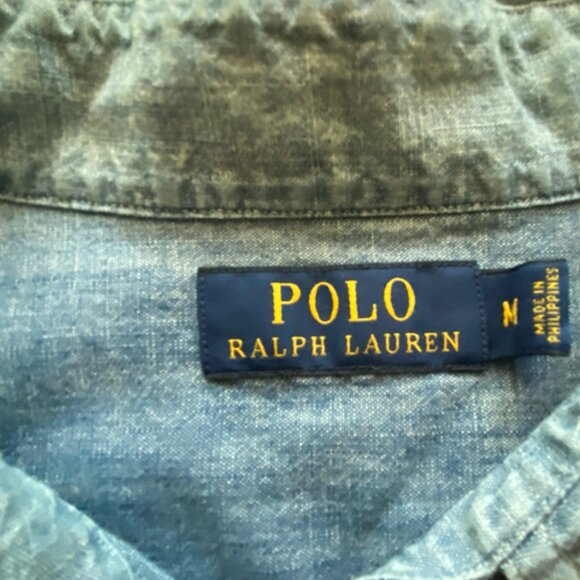 POLO
RALPH LAUREN
M
MADE IN
PHILIPPINES